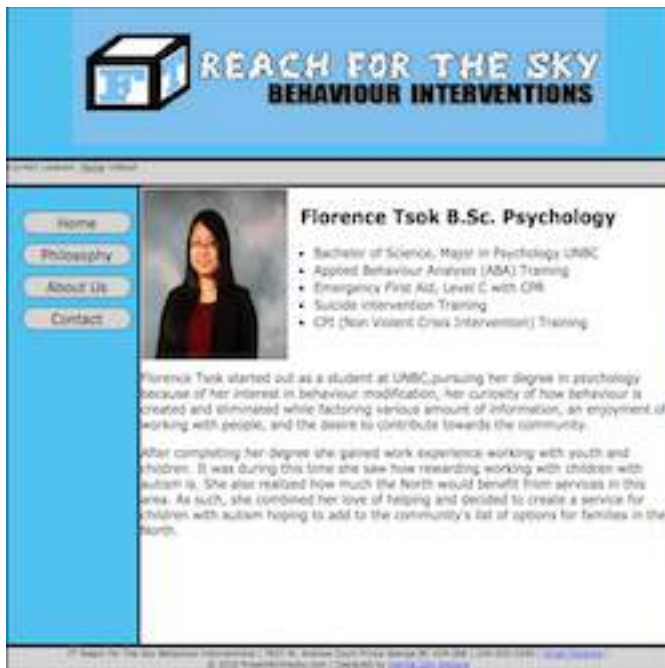 FT
REACH FOR THE SKY
BEHAVIOUR INTERVENTIONS
Home
Philosophy
About Us
Contact
Florence Tsok B.Sc. Psychology
Bachelor of Science, Major in Psychology UNBC
Applied Behaviour Analysis (ABA) Training
Emergency First Aid, Level C with CPR
Suicide intervention Training
CPI (Non Violent Crisis Intervention) Training
Florence Tsok started out as a student at UNBC,pursuing her degree in psychology
because of her interest in behaviour modification, her curiosity of how behaviour is
created and eliminated while factoring various amount of information, an enjoyment of
working with people, and the desire to contribute towards the community.
After completing her degree she gained work experience working with youth and
children. It was during this time she saw how rewarding working with children with
autism is. She also realized how much the North would benefit from services in this
area. As such, she combined her love of helping and decided to create a service for
children with autism hoping to add to the community's list of options for families in the
North.